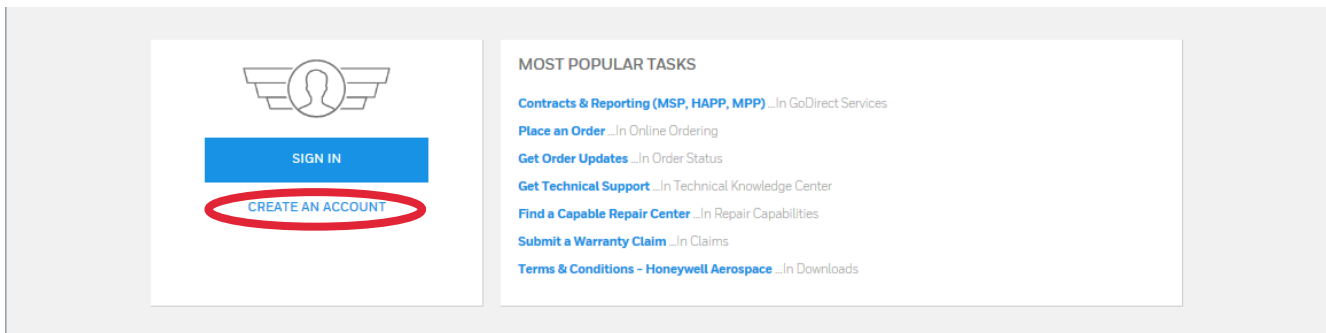 SIGN IN
CREATE AN ACCOUNT
MOST POPULAR TASKS
Contracts & Reporting (MSP, HAPP, MPP) ...In GoDirect Services
Place an Order ...In Online Ordering
Get Order Updates ...In Order Status
Get Technical Support ...In Technical Knowledge Center
Find a Capable Repair Center ...In Repair Capabilities
Submit a Warranty Claim ...In Claims
Terms & Conditions - Honeywell Aerospace ...In Downloads